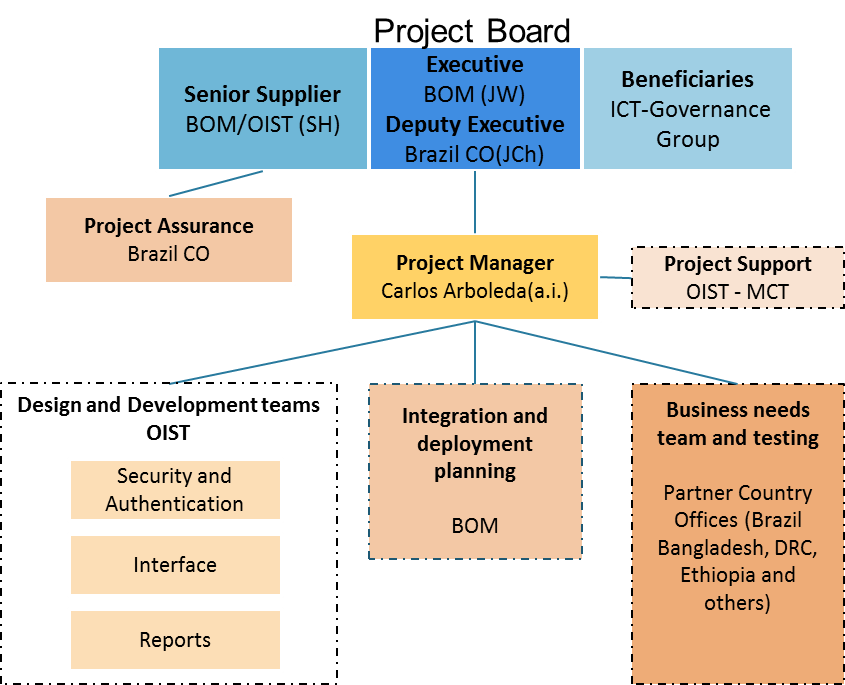 Project Board
Senior Supplier
BOM/OIST (SH)
Executive
BOM (JW)
Deputy Executive
Brazil CO(JCh)
Beneficiaries
ICT-Governance
Group
Project Assurance
Brazil CO
Project Manager
Carlos Arboleda(a.i.)
Project Support
OIST - MCT
Design and Development teams
OIST
Security and
Authentication
Interface
Reports
Integration and
deployment
planning
BOM
Business needs
team and testing
Partner Country
Offices (Brazil
Bangladesh, DRC,
Ethiopia and
others)